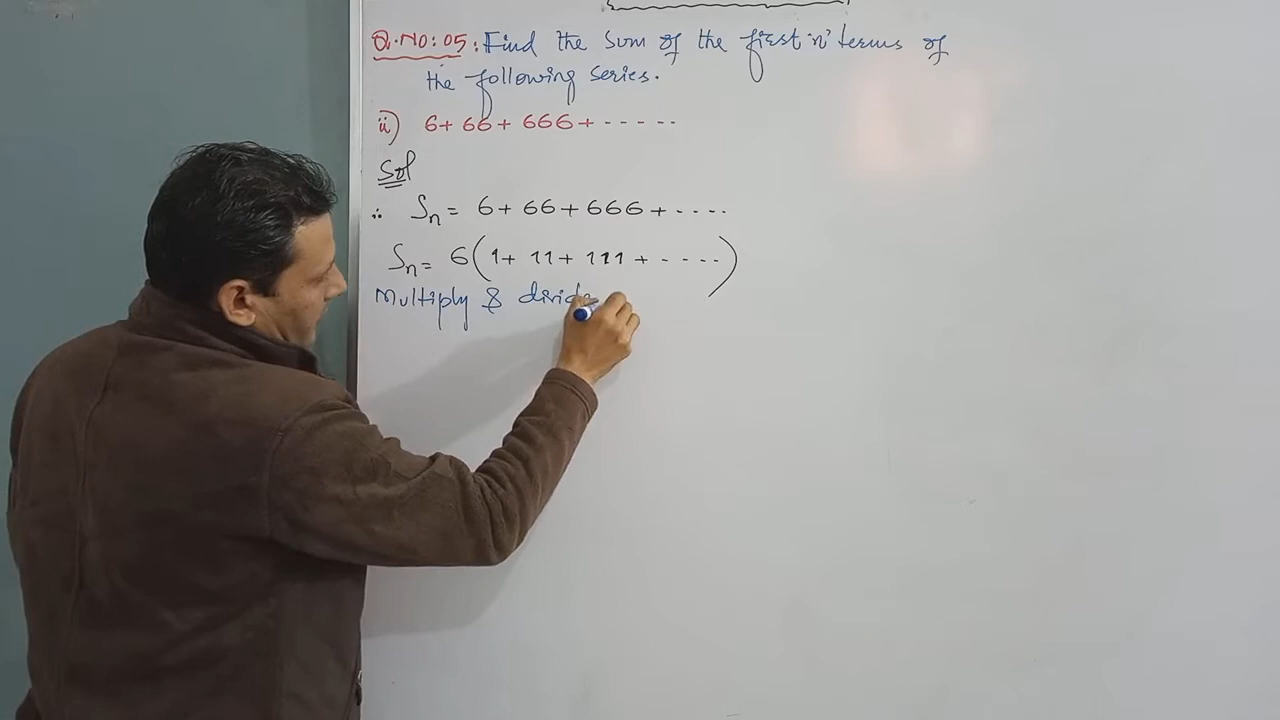 Q.NO:05: Find the sum of the first 'n' terms of
the following series.
ii) 6+ 66+ 666+-----
Sol
∴ Sn = 6+ 66+666+....
Sn= 6(1+ 11+ 111+-----)
Multiply & divide